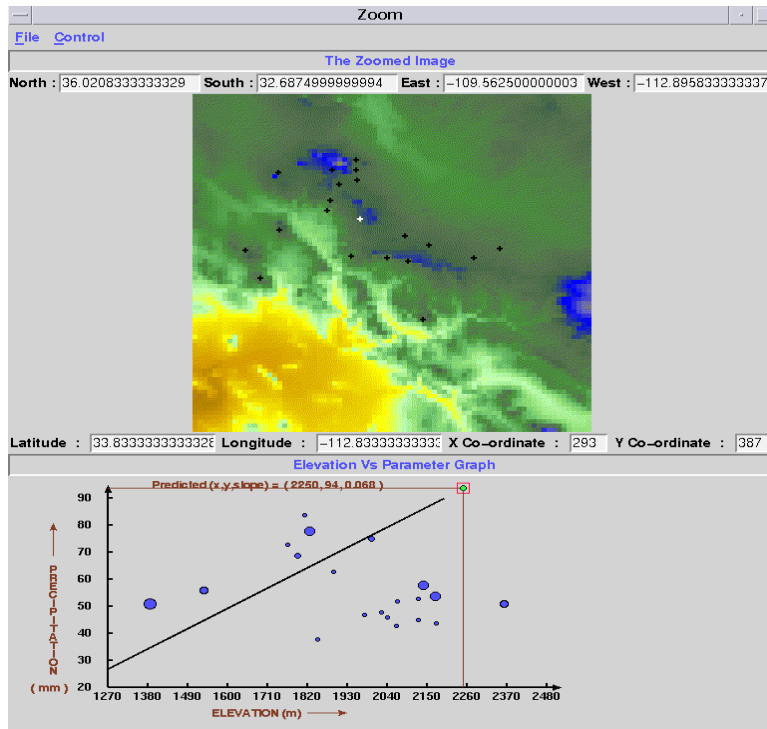 Zoom
File Control
The Zoomed Image
North : 36.0208333333329 South : 32.6874999999994 East : -109.562500000003 West : -112.895833333337
Latitude : 33.8333333333326 Longitude : -112.83333333333 X Co-ordinate : 293 Y Co-ordinate : 387
Elevation Vs Parameter Graph
Predicted (x,y,slope) = ( 2250, 94, 0.068 )
90
80
70
60
50
40
30
20
PRECIPITATION
( mm )
1270 1380 1490 1600 1710 1820 1930 2040 2150 2260 2370 2480
ELEVATION (m)